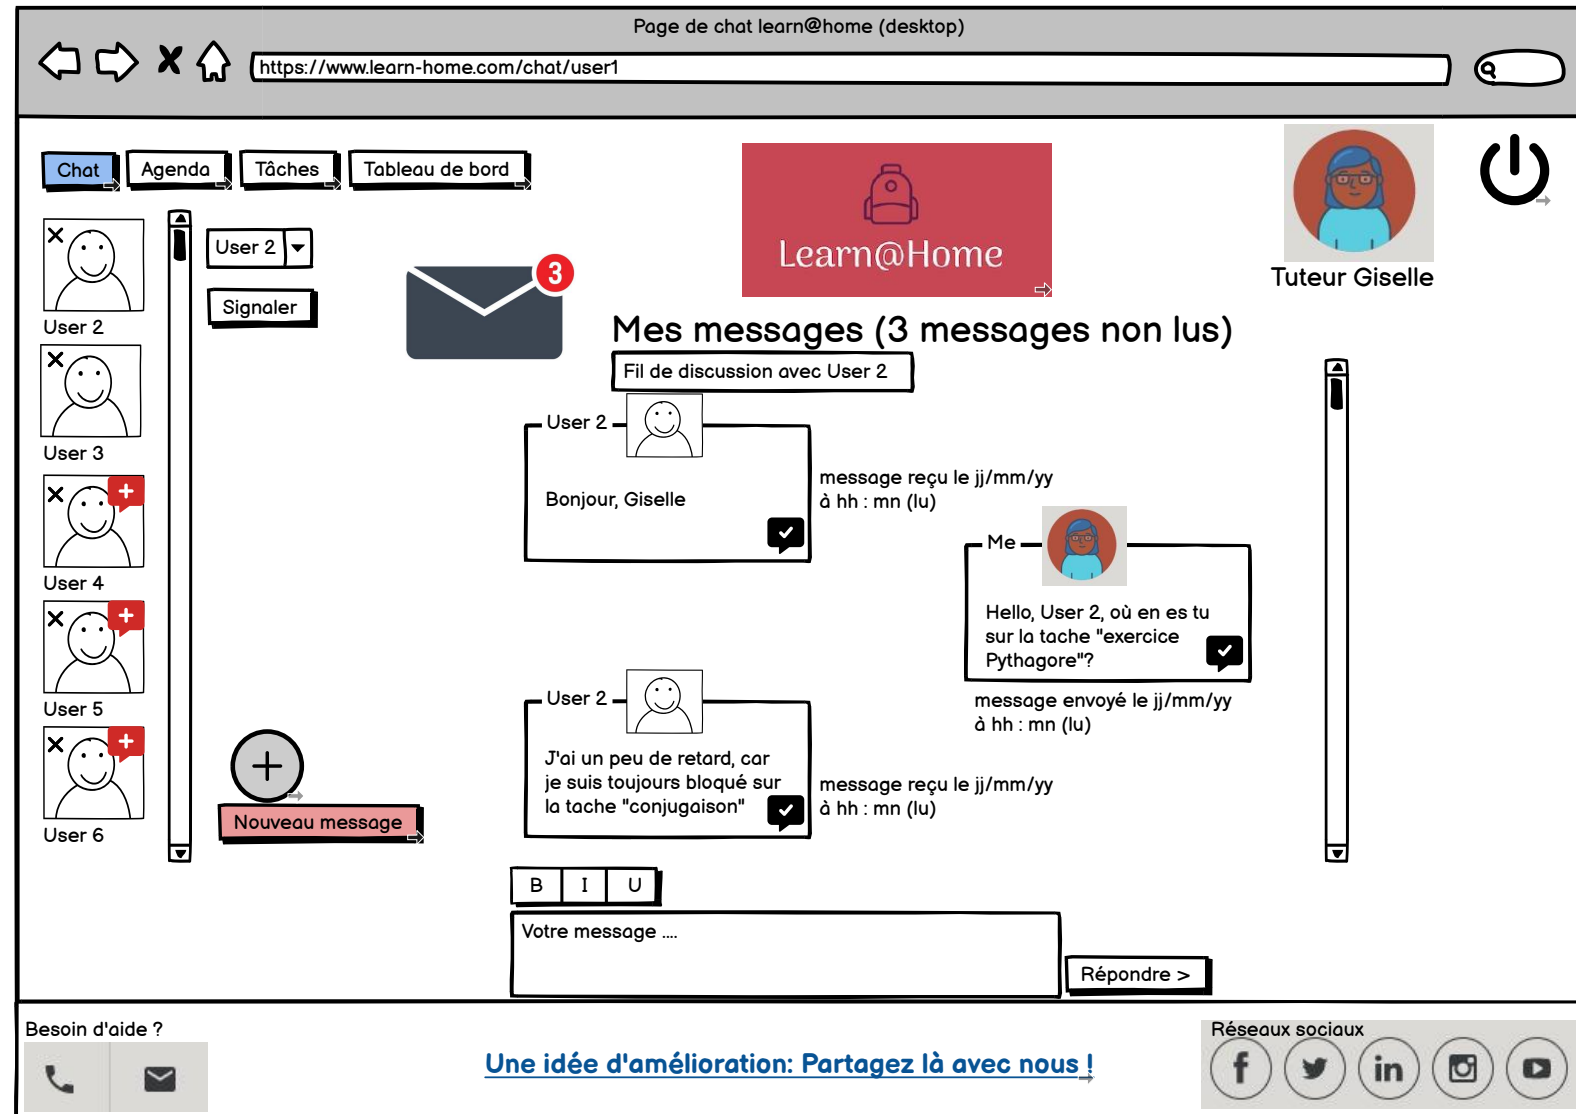 Page de chat learn@home (desktop)
https://www.learn-home.com/chat/user1
Chat
Agenda
Tâches
Tableau de bord
Learn@Home
Tuteur Giselle
User 2
Signaler
3
User 2
User 3
User 4
User 5
User 6
Nouveau message
Mes messages (3 messages non lus)
Fil de discussion avec User 2
User 2
Bonjour, Giselle
message reçu le jj/mm/yy
à hh : mn (lu)
Me
Hello, User 2, où en es tu
sur la tache "exercice
Pythagore"?
message envoyé le jj/mm/yy
à hh : mn (lu)
User 2
J'ai un peu de retard, car
je suis toujours bloqué sur
la tache "conjugaison"
message reçu le jj/mm/yy
à hh : mn (lu)
B I U
Votre message ....
Répondre >
Besoin d'aide ?
Une idée d'amélioration: Partagez là avec nous !
Réseaux sociaux